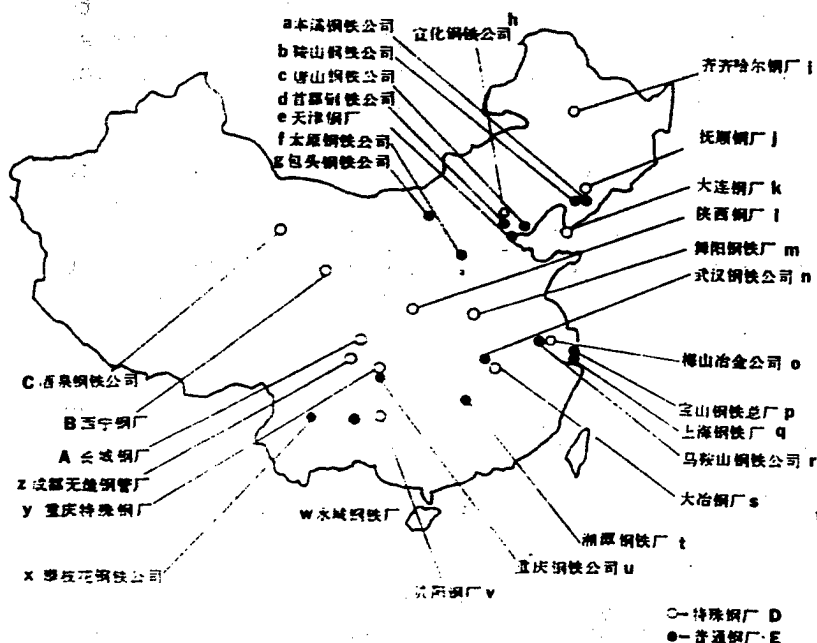 a本溪钢铁公司
宣化钢铁公司 h
b鞍山钢铁公司
c唐山钢铁公司
d首都钢铁公司
e天津钢厂
f太原钢铁公司
g包头钢铁公司
齐齐哈尔钢厂 i
抚顺钢厂 j
大连钢厂 k
陕西钢厂 l
舞阳钢铁厂 m
武汉钢铁公司 n
梅山冶金公司 o
宝山钢铁总厂 p
上海钢铁厂 q
马鞍山钢铁公司 r
大冶钢厂 s
湘潭钢铁厂 t
重庆钢铁公司 u
贵阳钢厂 v
w水城钢铁厂
x 攀枝花钢铁公司
y 重庆特殊钢厂
z 成都无缝钢管厂
A 长城钢厂
B西宁钢厂
C酒泉钢铁公司
○–特殊钢厂 D
●–普通钢厂·E